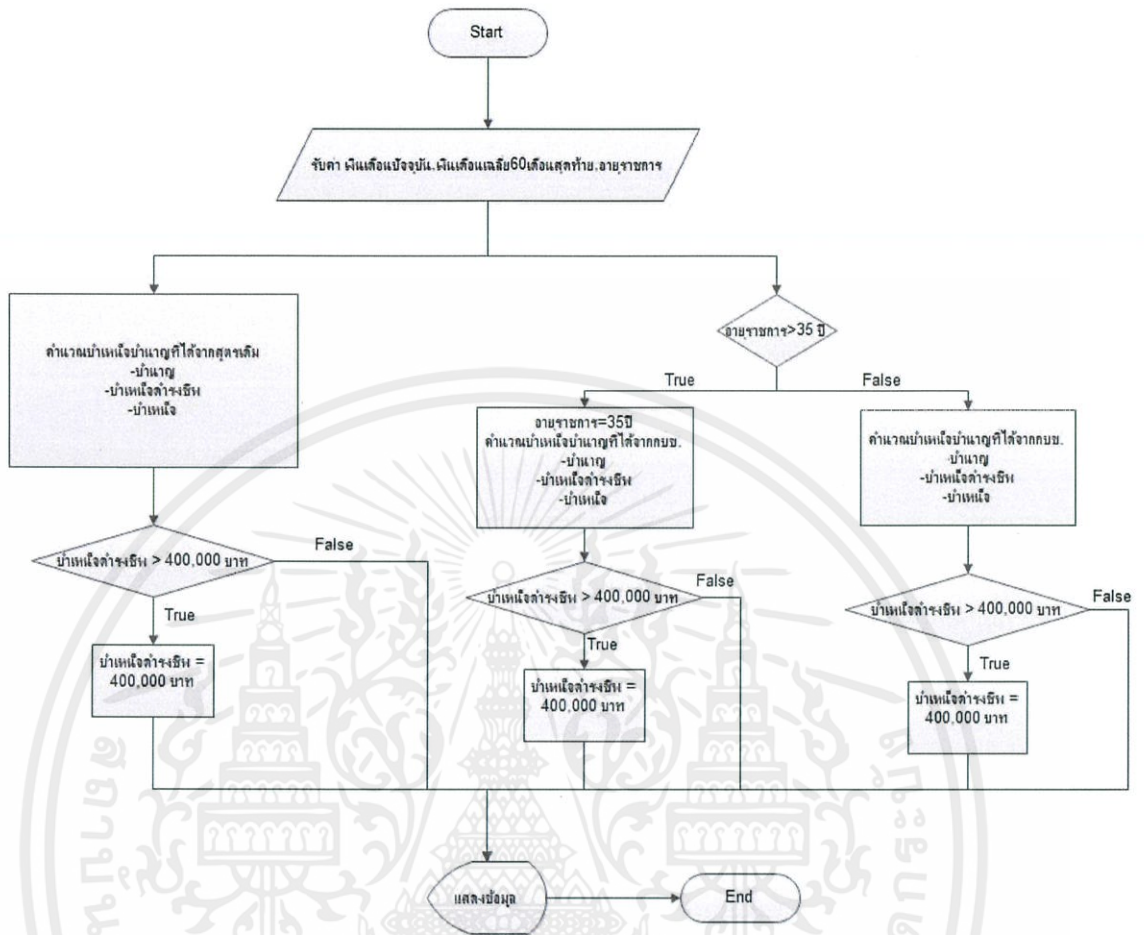 Start
รับค่า เงินเดือนปัจจุบัน,เงินเดือนเฉลี่ย60เดือนสุดท้าย,อายุราชการ
คำนวณบำเหน็จบำนาญที่ได้จากสูตรเดิม
-บำนาญ
-บำเหน็จดำรงชีพ
-บำเหน็จ
อายุราชการ>35 ปี
True
False
อายุราชการ=35ปี
คำนวณบำเหน็จบำนาญที่ได้จากกบข.
-บำนาญ
-บำเหน็จดำรงชีพ
-บำเหน็จ
คำนวณบำเหน็จบำนาญที่ได้จากกบข.
-บำนาญ
-บำเหน็จดำรงชีพ
-บำเหน็จ
บำเหน็จดำรงชีพ > 400,000 บาท
False
True
บำเหน็จดำรงชีพ =
400,000 บาท
บำเหน็จดำรงชีพ > 400,000 บาท
False
True
บำเหน็จดำรงชีพ =
400,000 บาท
บำเหน็จดำรงชีพ > 400,000 บาท
False
True
บำเหน็จดำรงชีพ =
400,000 บาท
แสดงข้อมูล
End